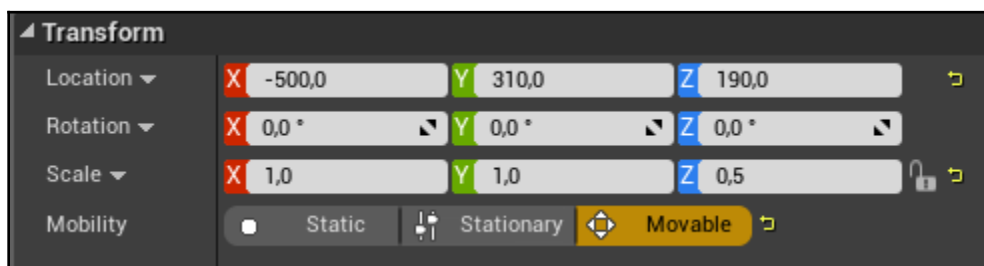 Transform
Location X -500,0 Y 310,0 Z 190,0
Rotation X 0,0 ° Y 0,0 ° Z 0,0 °
Scale X 1,0 Y 1,0 Z 0,5
Mobility Static Stationary Movable